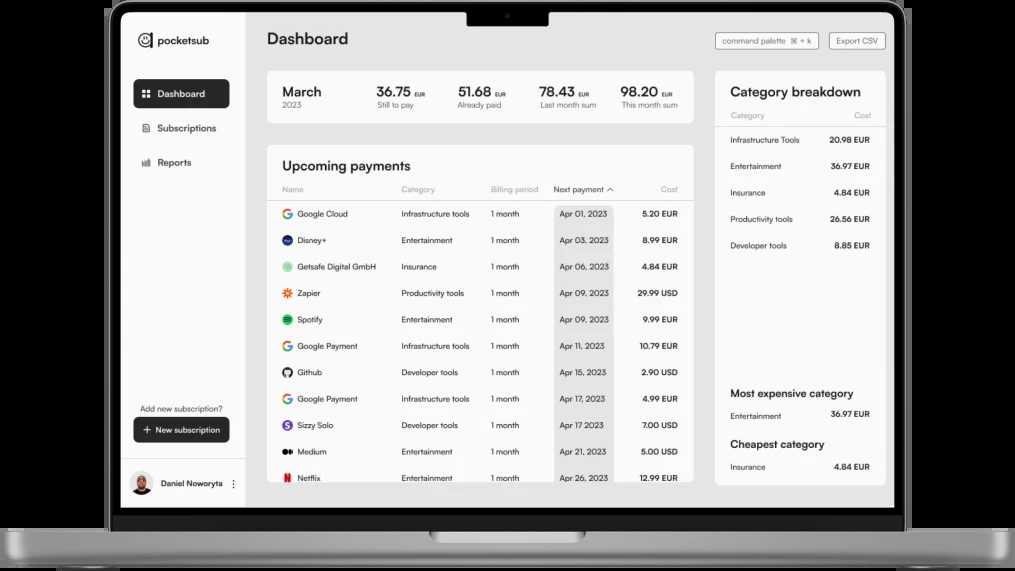 pocketsub
Dashboard
Subscriptions
Reports
Add new subscription?
+ New subscription
Daniel Noworyta
Dashboard
command palette ⌘ + k
Export CSV
March
2023
36.75 EUR
Still to pay
51.68 EUR
Already paid
78.43 EUR
Last month sum
98.20 EUR
This month sum
Upcoming payments
Name Category Billing period Next payment Cost
Google Cloud Infrastructure tools 1 month Apr 01, 2023 5.20 EUR
Disney+ Entertainment 1 month Apr 03, 2023 8.99 EUR
Getsafe Digital GmbH Insurance 1 month Apr 06, 2023 4.84 EUR
Zapier Productivity tools 1 month Apr 09, 2023 29.99 USD
Spotify Entertainment 1 month Apr 09, 2023 9.99 EUR
Google Payment Infrastructure tools 1 month Apr 11, 2023 10.79 EUR
Github Developer tools 1 month Apr 15, 2023 2.90 USD
Google Payment Infrastructure tools 1 month Apr 17, 2023 4.99 EUR
Sizzy Solo Developer tools 1 month Apr 17 2023 7.00 USD
Medium Entertainment 1 month Apr 21, 2023 5.00 USD
Netflix Entertainment 1 month Apr 26, 2023 12.99 EUR
Category breakdown
Category Cost
Infrastructure Tools 20.98 EUR
Entertainment 36.97 EUR
Insurance 4.84 EUR
Productivity tools 26.56 EUR
Developer tools 8.85 EUR
Most expensive category
Entertainment 36.97 EUR
Cheapest category
Insurance 4.84 EUR